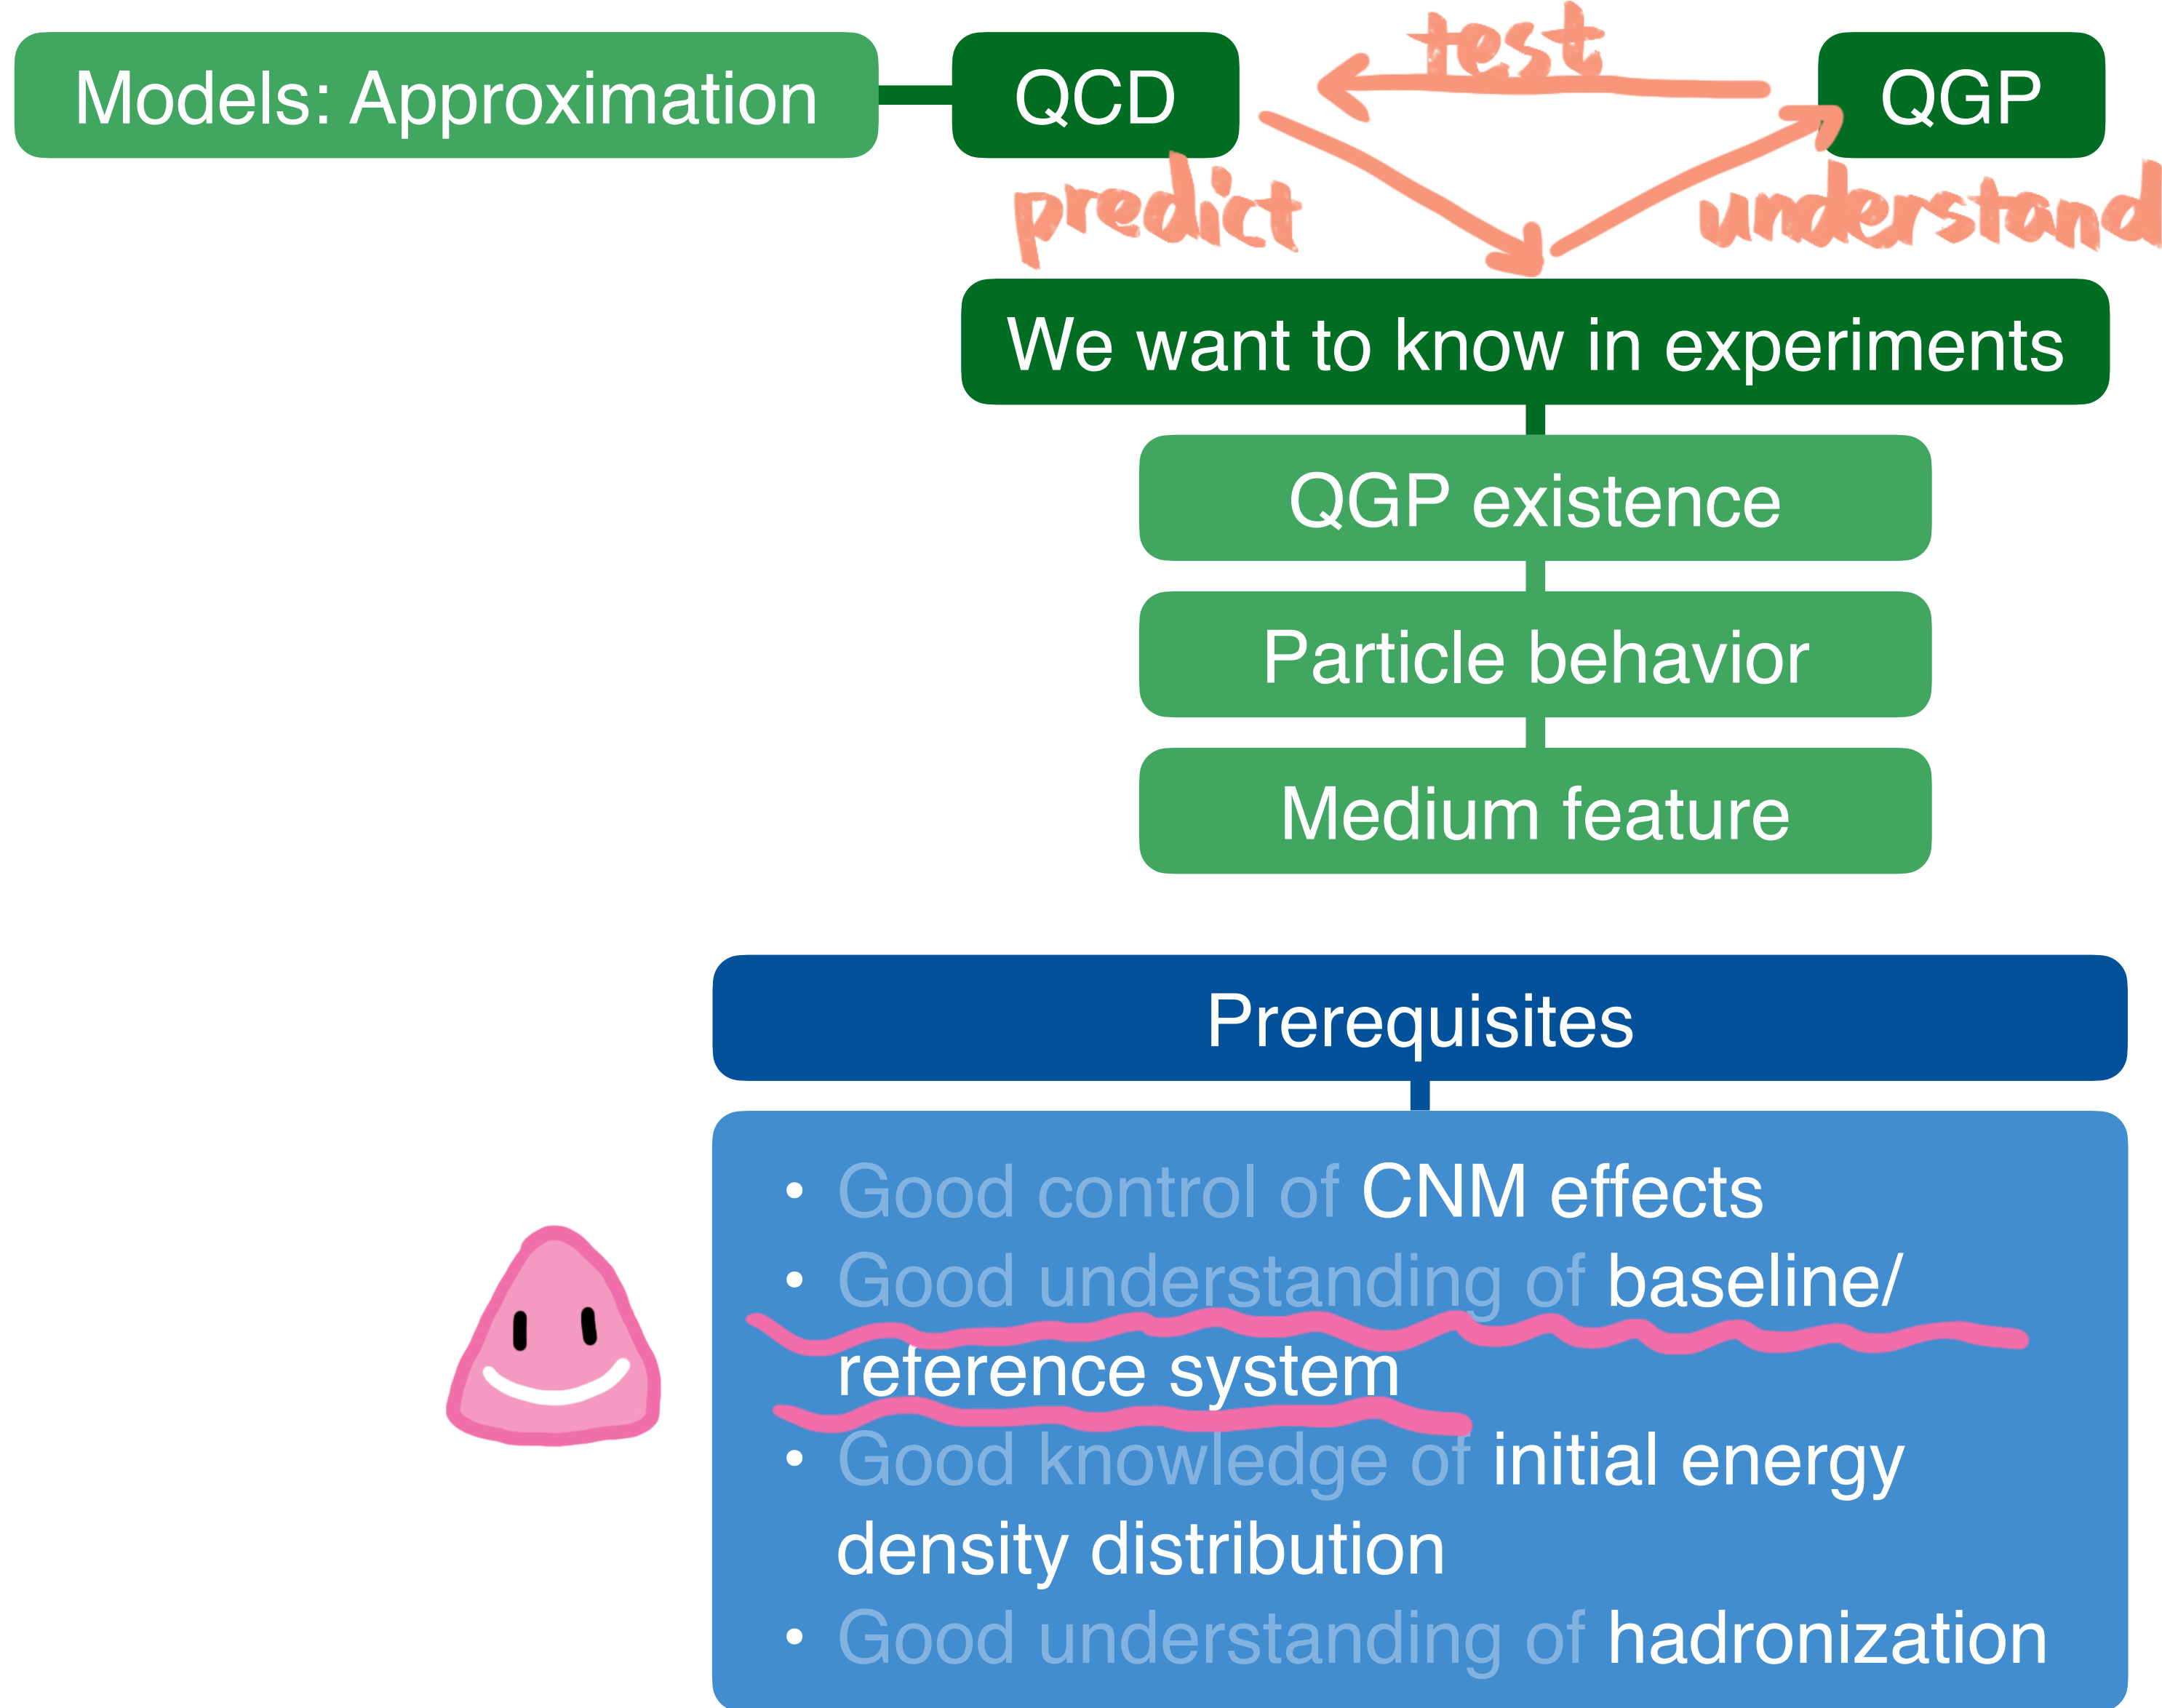 test
Models: Approximation
QCD
QGP
predict
understand
We want to know in experiments
QGP existence
Particle behavior
Medium feature
Prerequisites
• Good control of CNM effects
• Good understanding of baseline/
reference system
• Good knowledge of initial energy
density distribution
• Good understanding of hadronization